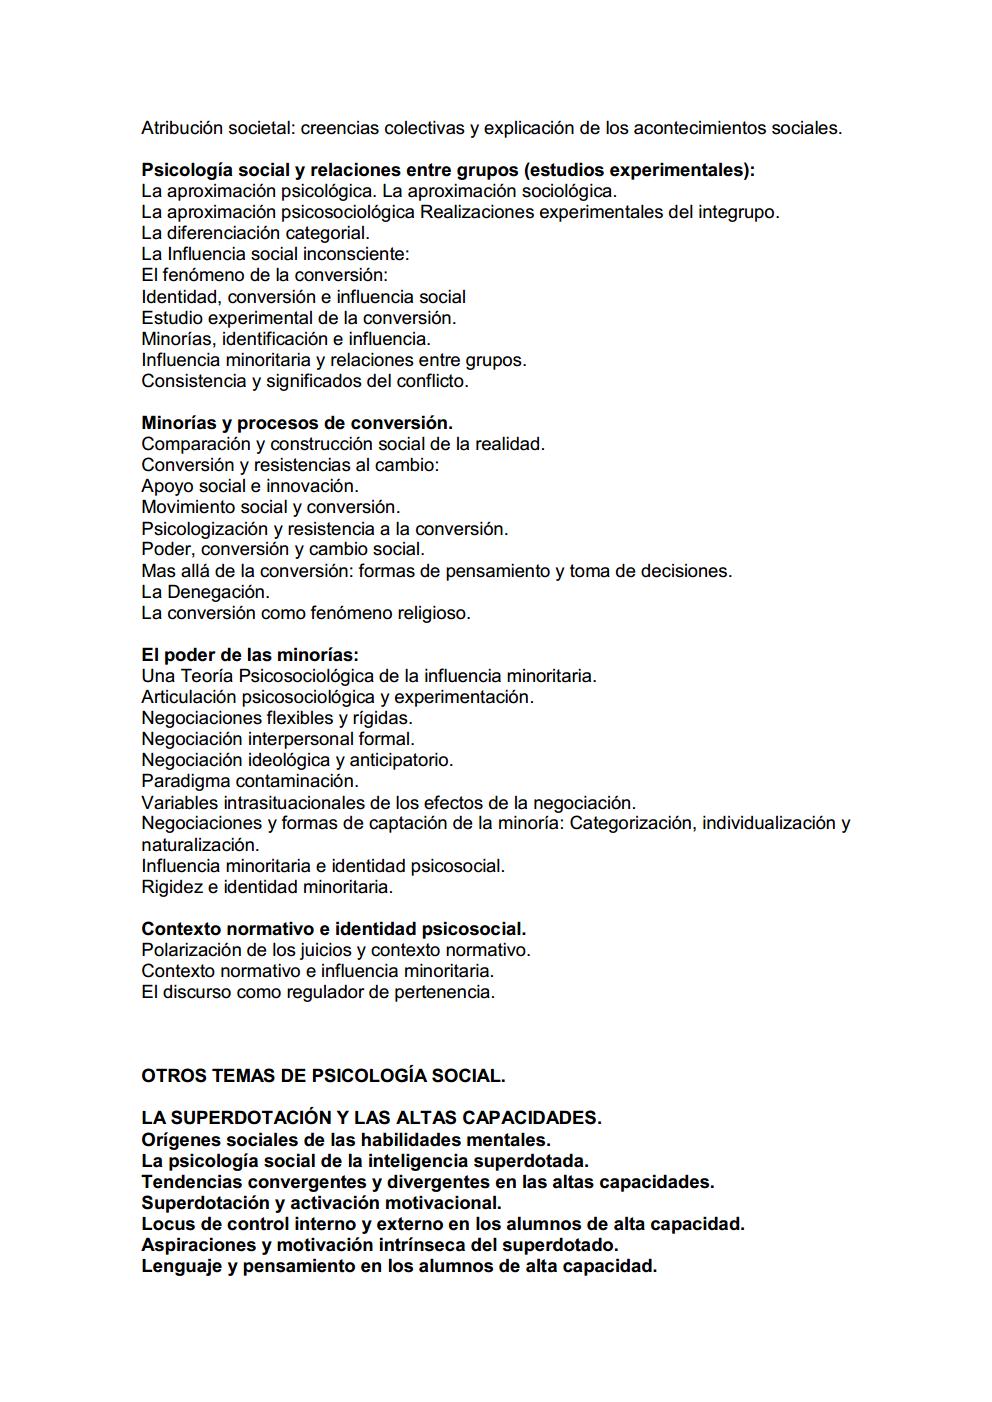 Atribución societal: creencias colectivas y explicación de los acontecimientos sociales.
Psicología social y relaciones entre grupos (estudios experimentales):
La aproximación psicológica. La aproximación sociológica.
La aproximación psicosociológica Realizaciones experimentales del integrupo.
La diferenciación categorial.
La Influencia social inconsciente:
El fenómeno de la conversión:
Identidad, conversión e influencia social
Estudio experimental de la conversión.
Minorías, identificación e influencia.
Influencia minoritaria y relaciones entre grupos.
Consistencia y significados del conflicto.
Minorías y procesos de conversión.
Comparación y construcción social de la realidad.
Conversión y resistencias al cambio:
Apoyo social e innovación.
Movimiento social y conversión.
Psicologización y resistencia a la conversión.
Poder, conversión y cambio social.
Mas allá de la conversión: formas de pensamiento y toma de decisiones.
La Denegación.
La conversión como fenómeno religioso.
El poder de las minorías:
Una Teoría Psicosociológica de la influencia minoritaria.
Articulación psicosociológica y experimentación.
Negociaciones flexibles y rígidas.
Negociación interpersonal formal.
Negociación ideológica y anticipatorio.
Paradigma contaminación.
Variables intrasituacionales de los efectos de la negociación.
Negociaciones y formas de captación de la minoría: Categorización, individualización y
naturalización.
Influencia minoritaria e identidad psicosocial.
Rigidez e identidad minoritaria.
Contexto normativo e identidad psicosocial.
Polarización de los juicios y contexto normativo.
Contexto normativo e influencia minoritaria.
El discurso como regulador de pertenencia.
OTROS TEMAS DE PSICOLOGÍA SOCIAL.
LA SUPERDOTACIÓN Y LAS ALTAS CAPACIDADES.
Orígenes sociales de las habilidades mentales.
La psicología social de la inteligencia superdotada.
Tendencias convergentes y divergentes en las altas capacidades.
Superdotación y activación motivacional.
Locus de control interno y externo en los alumnos de alta capacidad.
Aspiraciones y motivación intrínseca del superdotado.
Lenguaje y pensamiento en los alumnos de alta capacidad.